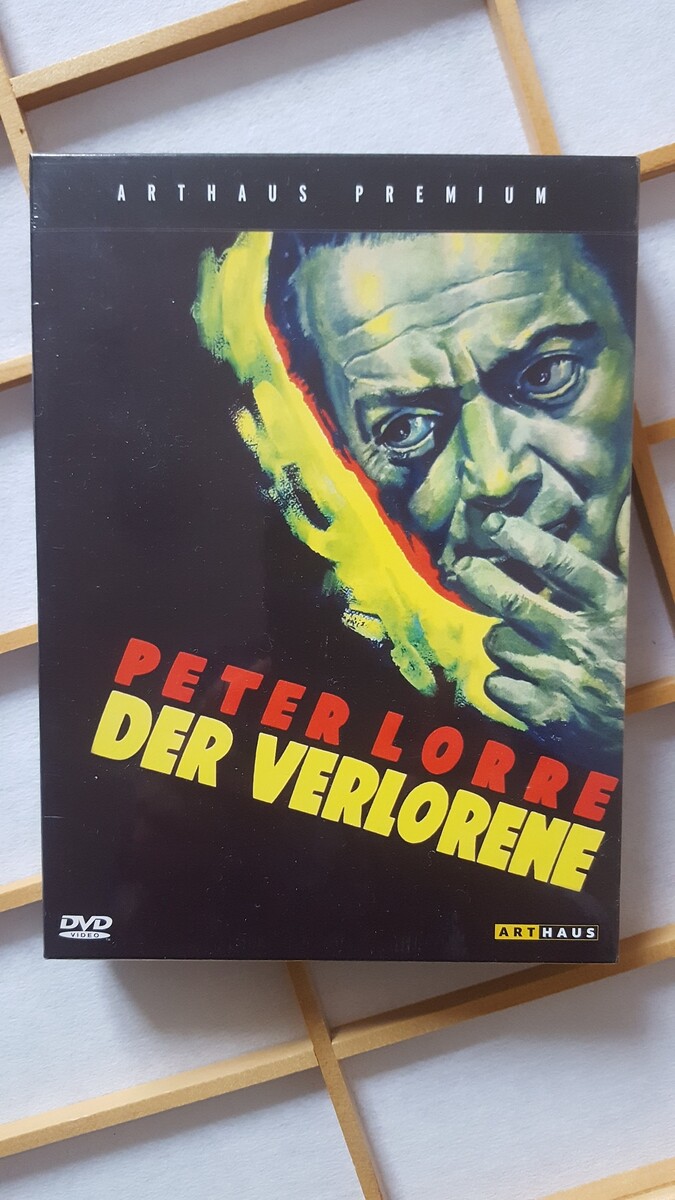 ARTHAUS PREMIUM
PETER LORRE
DER VERLORENE
DVD
VIDEO
ARTHAUS